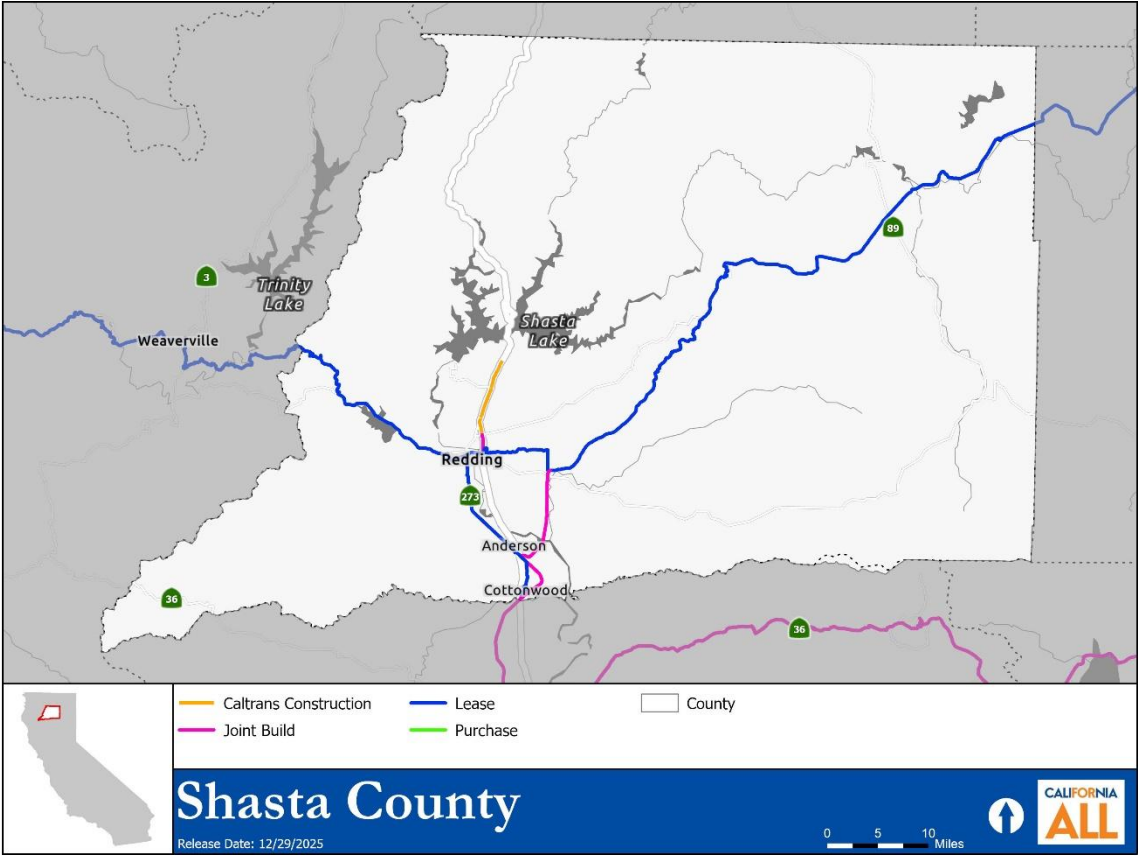 3
Trinity
Lake
Weaverville
89
Shasta
Lake
Redding
273
Anderson
Cottonwood
36
36
Caltrans Construction
Lease
County
Joint Build
Purchase
Shasta County
Release Date: 12/29/2025
0 5 10
Miles
CALIFORNIA
ALL